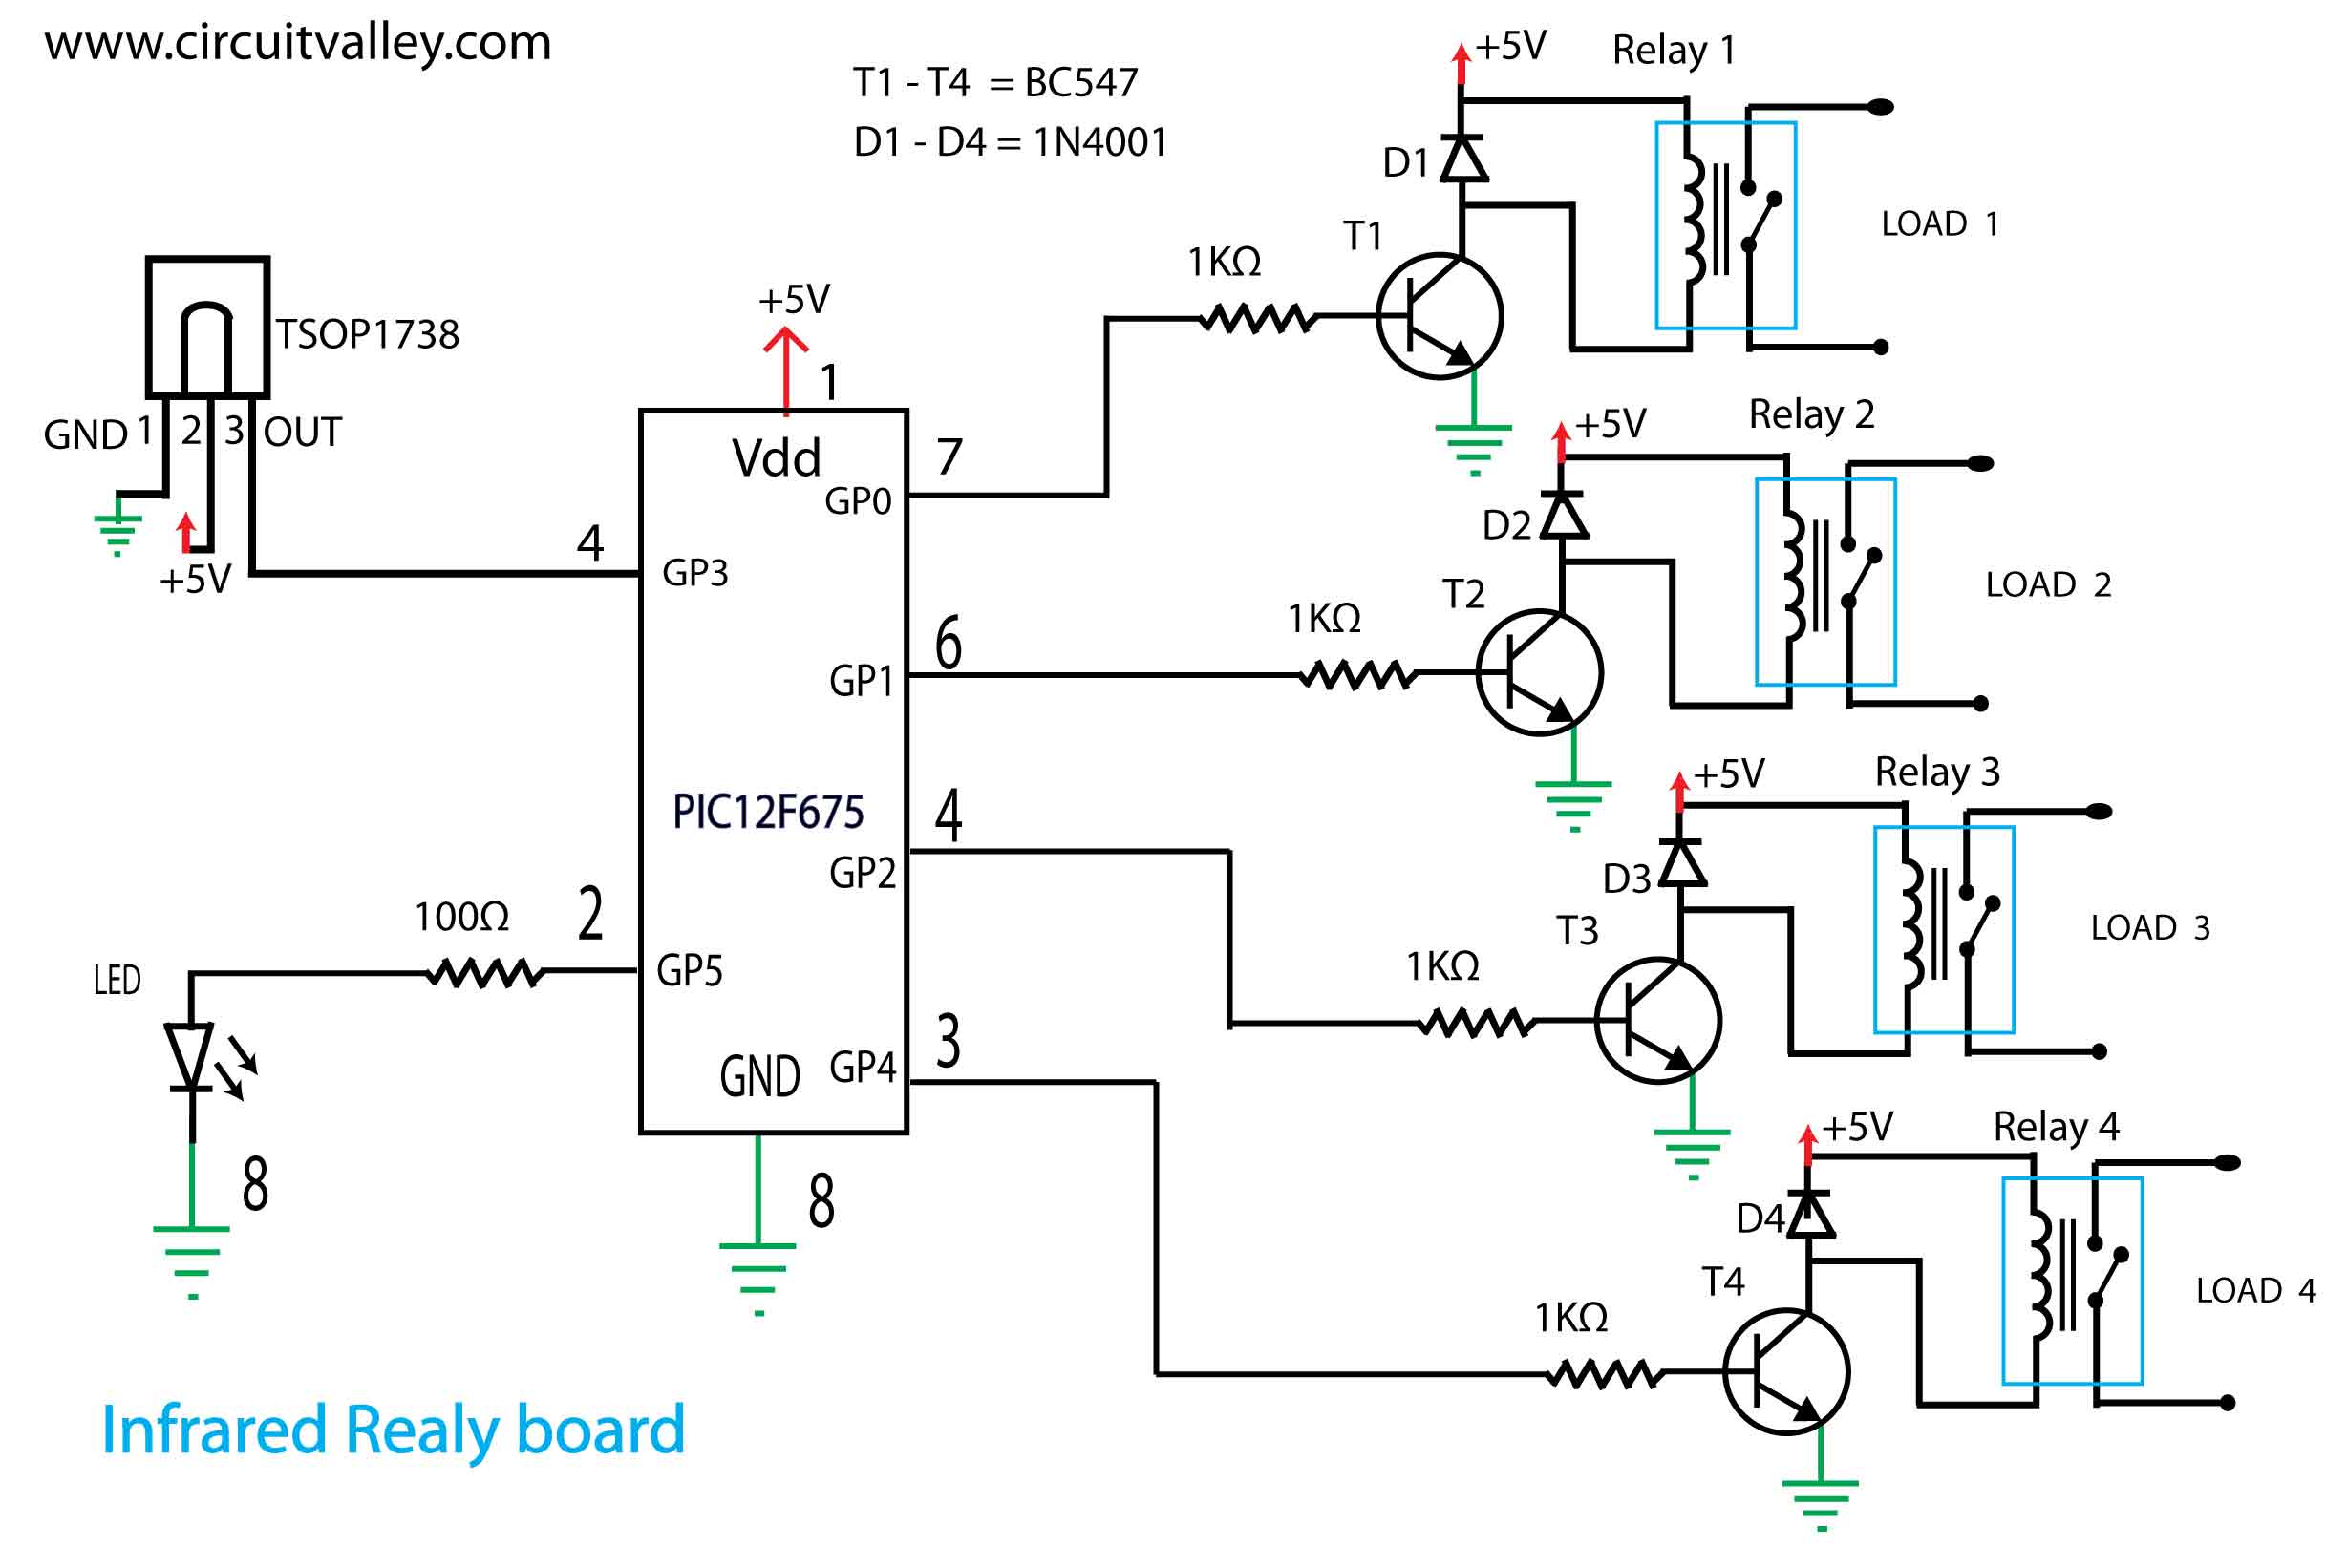 www.circuitvalley.com
T1 - T4 = BC547
D1 - D4 = 1N4001
+5V
Relay 1
D1
T1
1KΩ
LOAD 1
TSOP1738
GND 1 2 3 OUT
+5V
+5V
1
Vdd
7
GP0
4
GP3
6
GP1
PIC12F675
4
GP2
2
GP5
3
GP4
GND
8
100Ω
LED
8
+5V
Relay 2
D2
T2
1KΩ
LOAD 2
+5V
Relay 3
D3
T3
1KΩ
LOAD 3
+5V
Relay 4
D4
T4
1KΩ
LOAD 4
Infrared Realy board